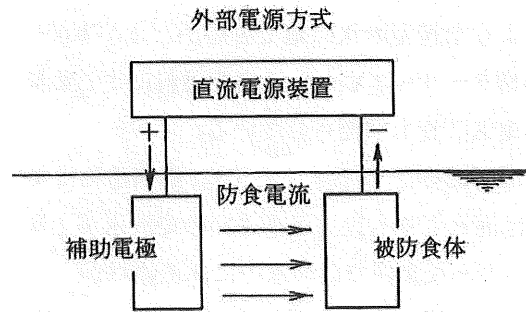 外部電源方式
直流電源装置
+ −
防食電流
補助電極 被防食体